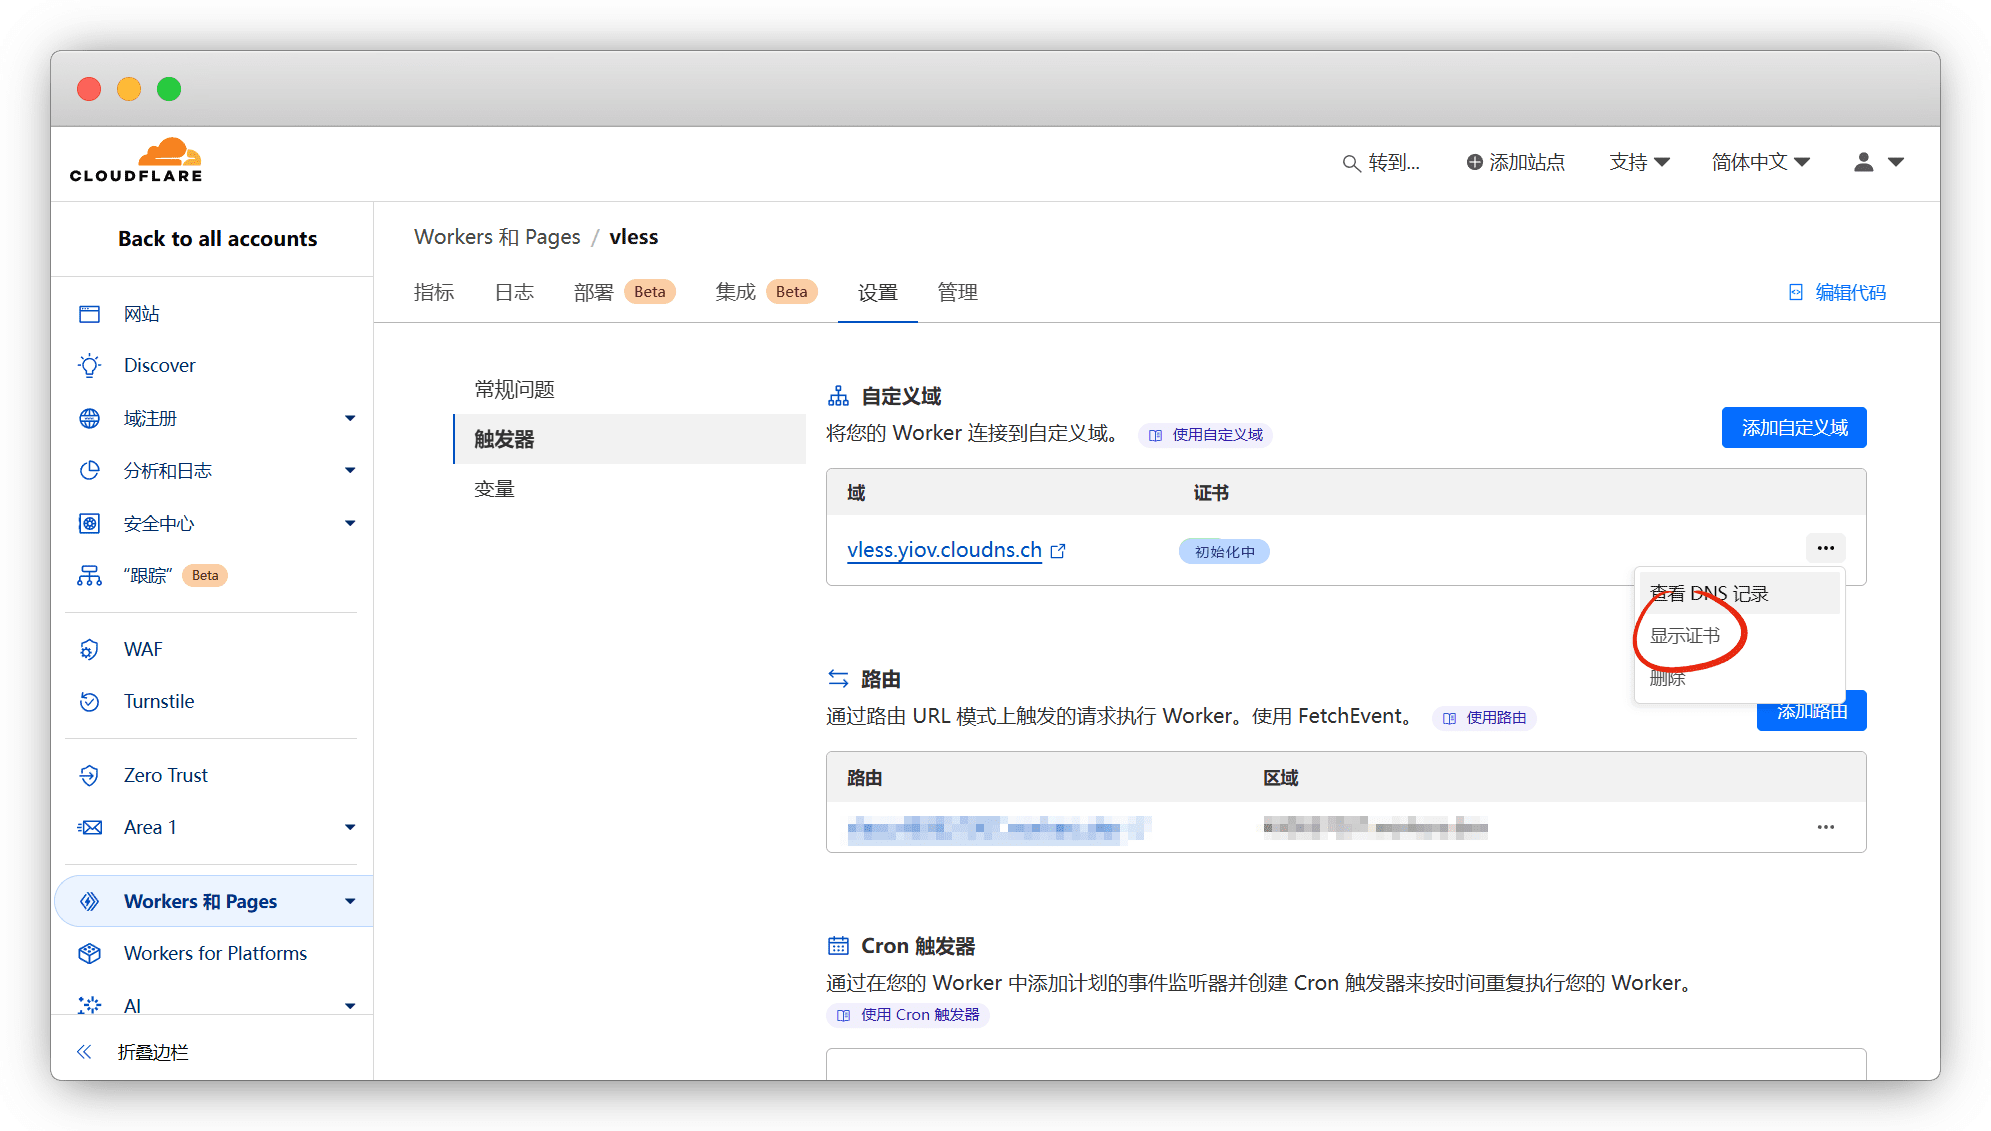 CLOUDFLARE
转到...
添加站点
支持
简体中文
Back to all accounts
网站
Discover
域注册
分析和日志
安全中心
“跟踪” Beta
WAF
Turnstile
Zero Trust
Area 1
Workers 和 Pages
Workers for Platforms
AI
折叠边栏
Workers 和 Pages / vless
指标
日志
部署 Beta
集成 Beta
设置
管理
编辑代码
常规问题
触发器
变量
自定义域
将您的 Worker 连接到自定义域。 使用自定义域
添加自定义域
域 证书
vless.yiov.cloudns.ch 初始化中
查看 DNS 记录
显示证书
删除
路由
通过路由 URL 模式上触发的请求执行 Worker。使用 FetchEvent。 使用路由
添加路由
路由 区域
Cron 触发器
通过在您的 Worker 中添加计划的事件监听器并创建 Cron 触发器来按时间重复执行您的 Worker。
使用 Cron 触发器